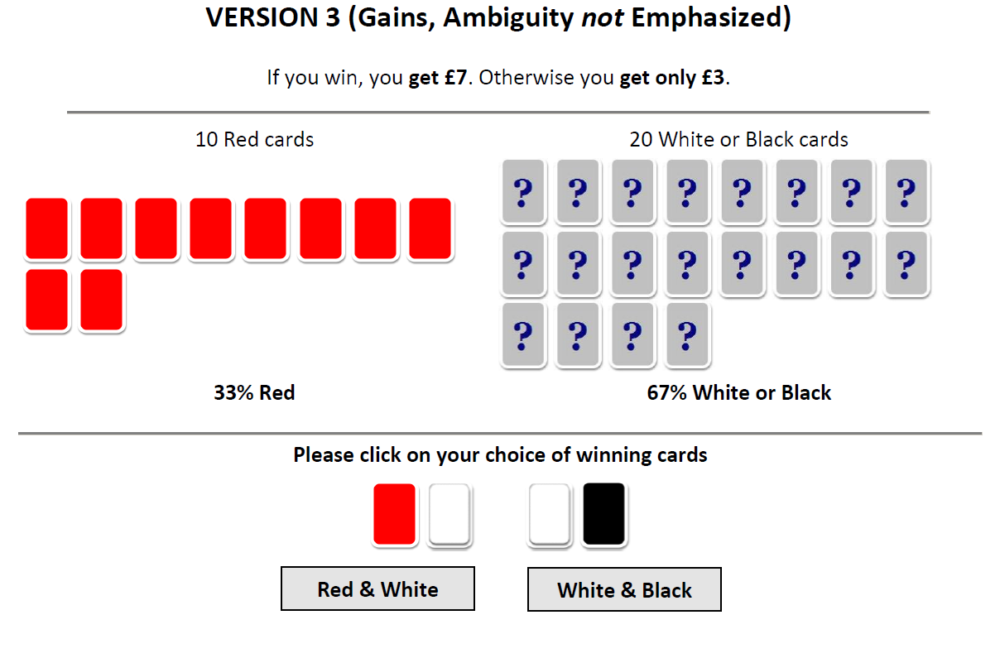 VERSION 3 (Gains, Ambiguity not Emphasized)
If you win, you get £7. Otherwise you get only £3.
10 Red cards
20 White or Black cards
? ? ? ? ? ? ? ?
? ? ? ? ? ? ? ?
? ? ? ?
33% Red
67% White or Black
Please click on your choice of winning cards
Red & White
White & Black